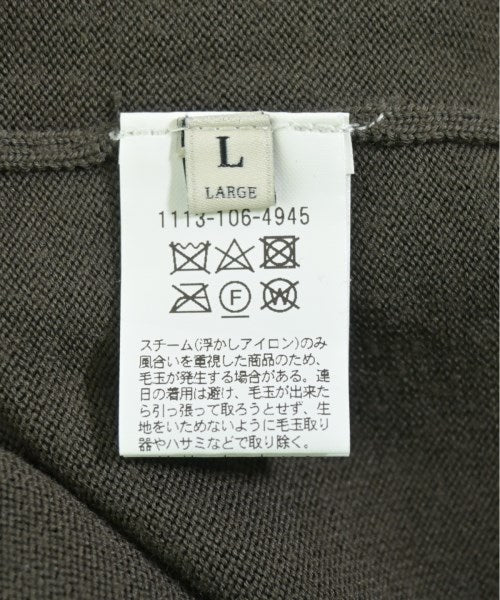 L
LARGE
1113-106-4945
F
W
スチーム(浮かしアイロン)のみ
風合いを重視した商品のため、
毛玉が発生する場合がある。連
日の着用は避け、毛玉が出来た
ら引っ張って取ろうとせず、生
地をいためないように毛玉取り
器やハサミなどで取り除く。